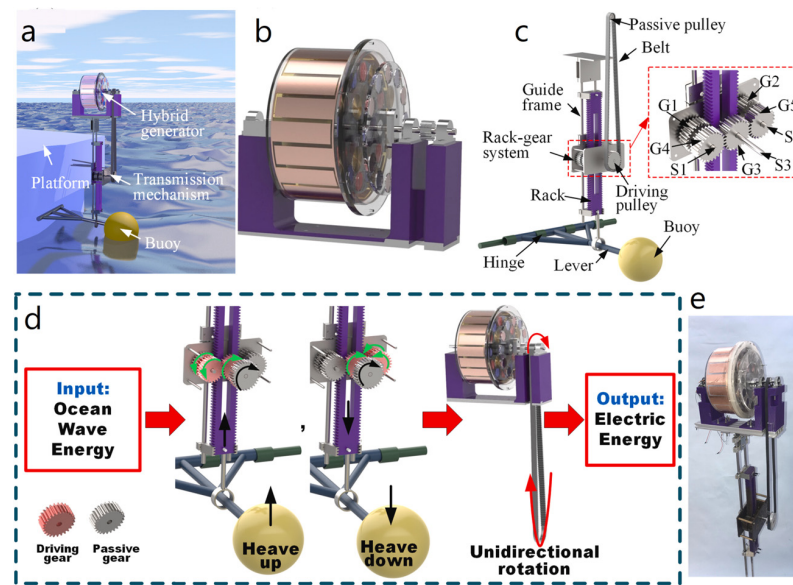 a
Hybrid
generator
Platform
Transmission
mechanism
Buoy
b
c
Passive pulley
Belt
Guide
frame
Rack-gear
system
Rack
Driving
pulley
Buoy
Hinge
Lever
G1
G2
G5
G4
S1
G3
S3
d
Input:
Ocean
Wave
Energy
Driving
gear
Passive
gear
,
Heave
up
Heave
down
Unidirectional
rotation
Output:
Electric
Energy
e